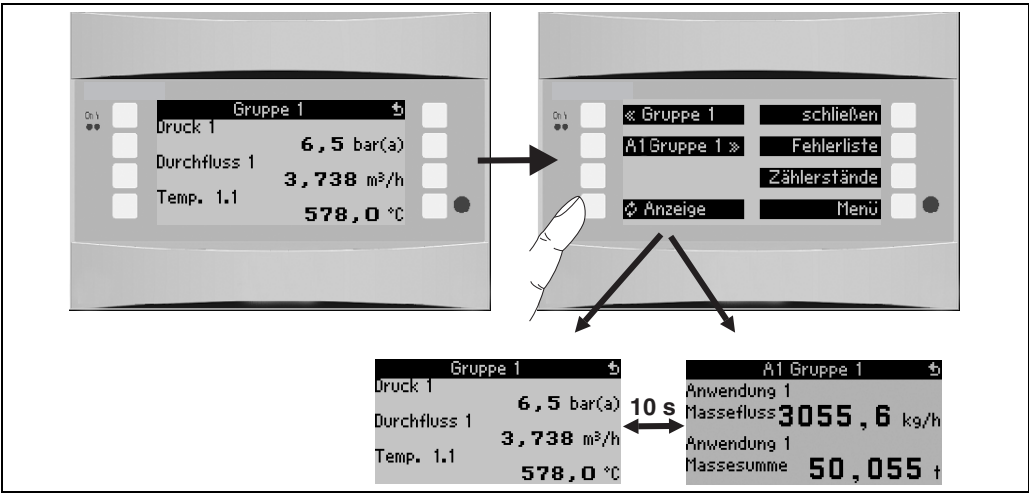 On \
Gruppe 1
Druck 1
6,5 bar(a)
Durchfluss 1
3,738 m³/h
Temp. 1.1
578,0 °C
On \
« Gruppe 1
schließen
A1Gruppe 1 »
Fehlerliste
Zählerstände
Anzeige
Menü
Gruppe 1
Druck 1
6,5 bar(a)
Durchfluss 1
3,738 m³/h
Temp. 1.1
578,0 °C
10 s
A1 Gruppe 1
Anwendung 1
Massefluss 3055,6 kg/h
Anwendung 1
Massesumme 50,055 t